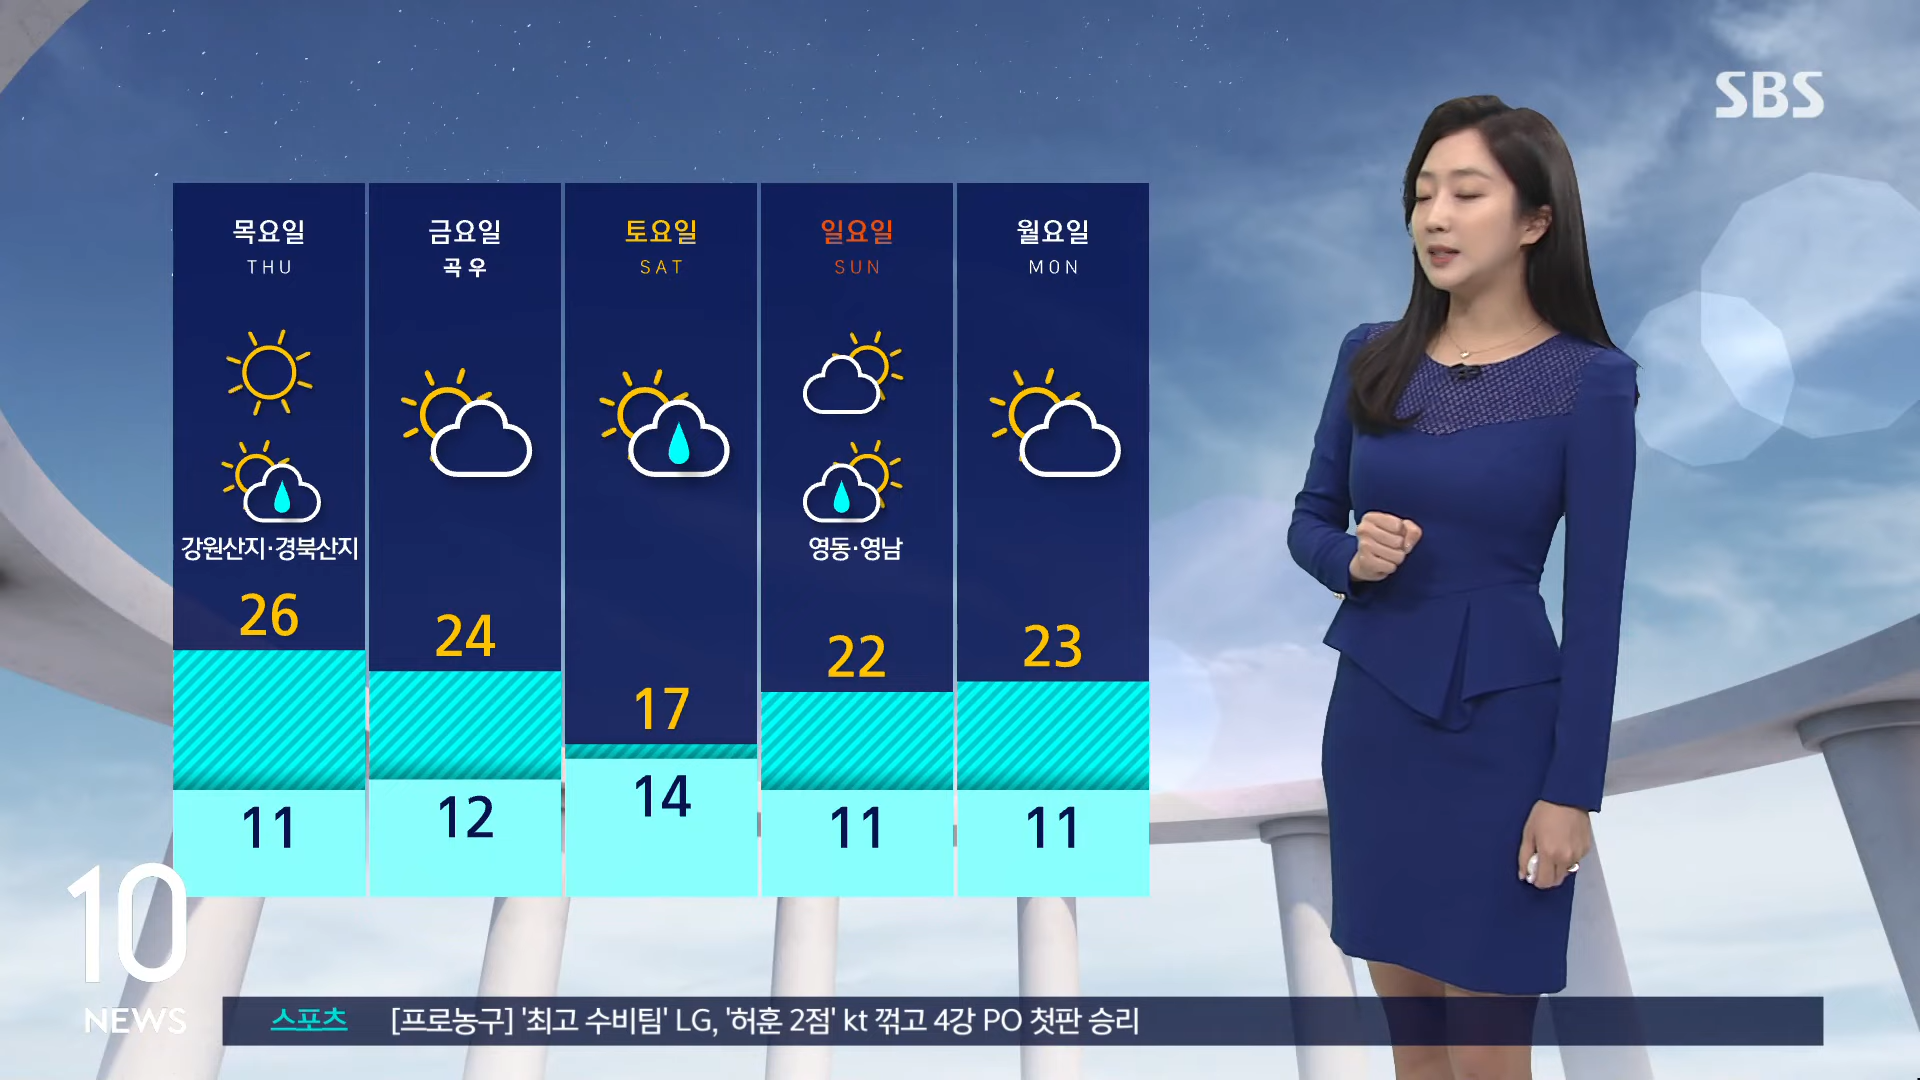 SBS
목요일
THU
강원산지·경북산지
26
11
금요일
곡우
24
12
토요일
SAT
17
14
일요일
SUN
영동·영남
22
11
월요일
MON
23
11
10
NEWS
스포츠 [프로농구] '최고 수비팀' LG, '허훈 2점' kt 꺾고 4강 PO 첫판 승리